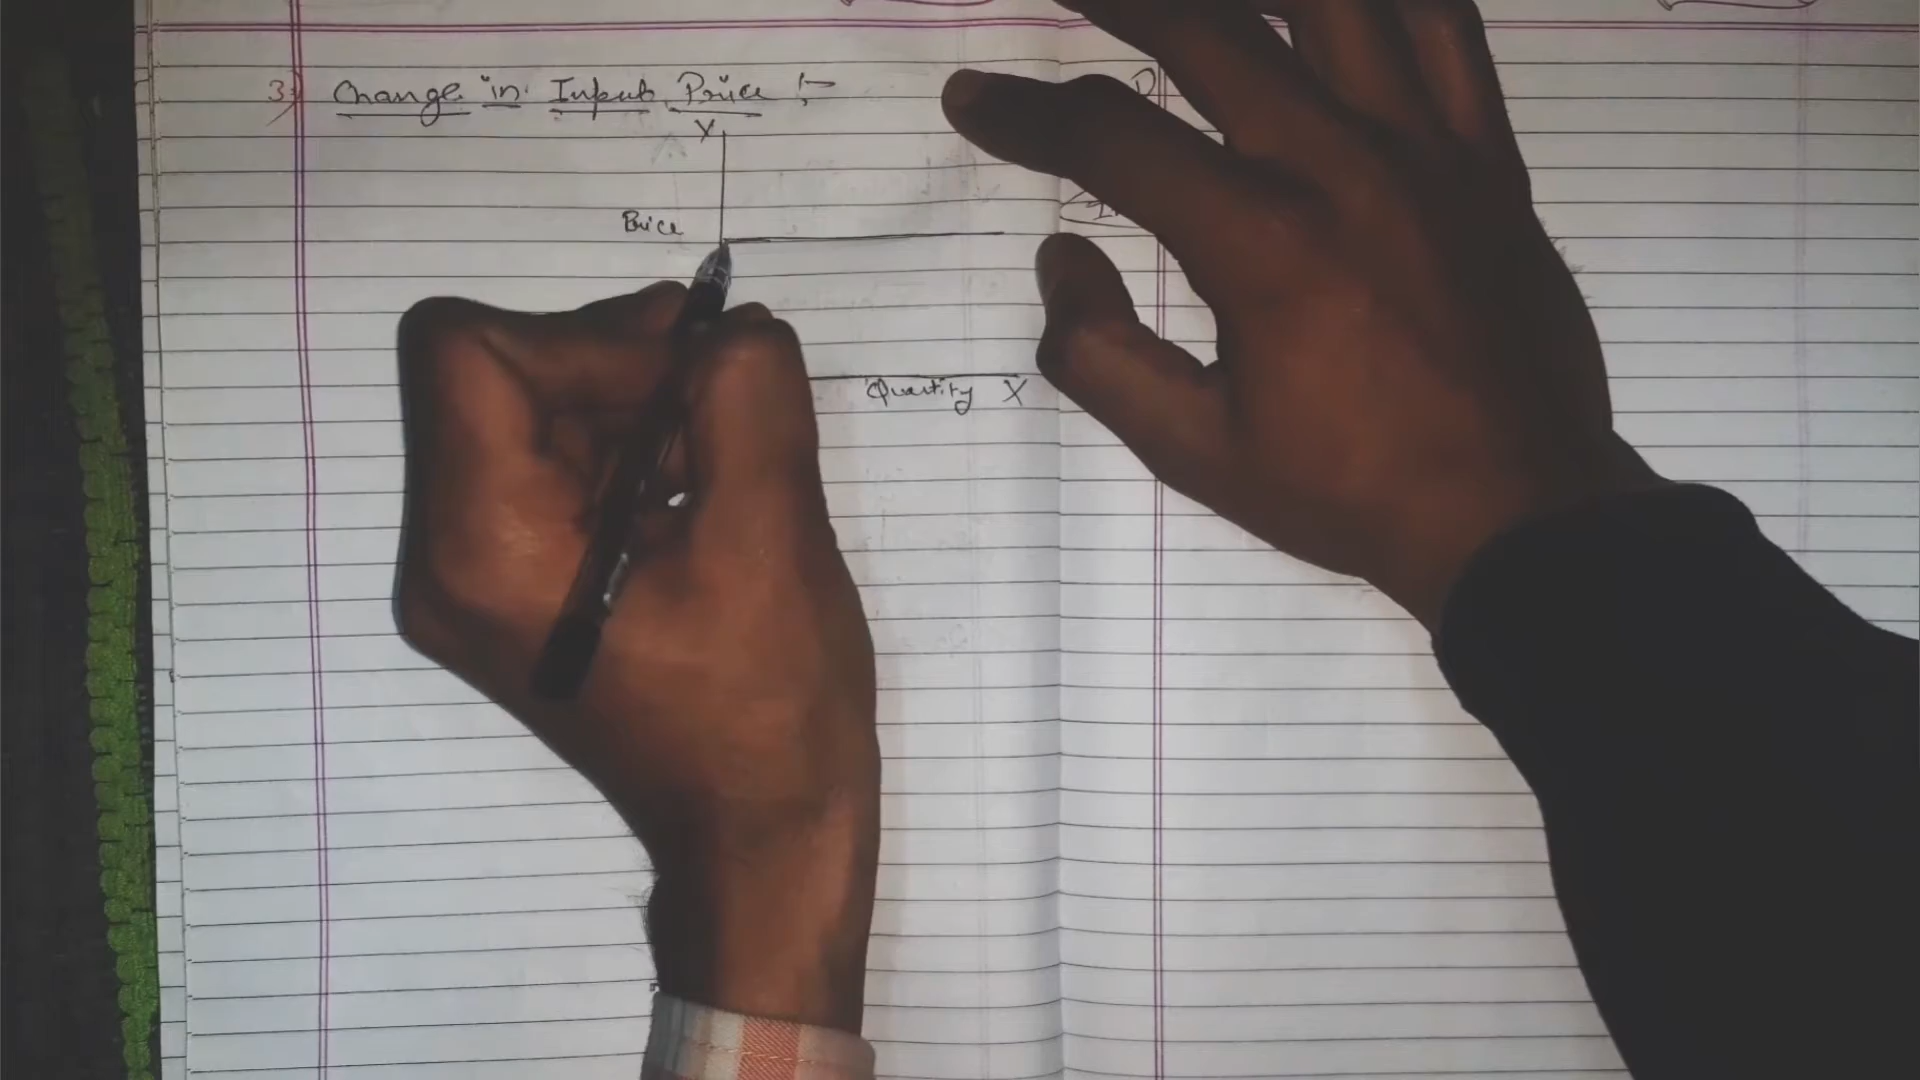 3) Change in Input Price :-
Y
Price
Quantity X
D